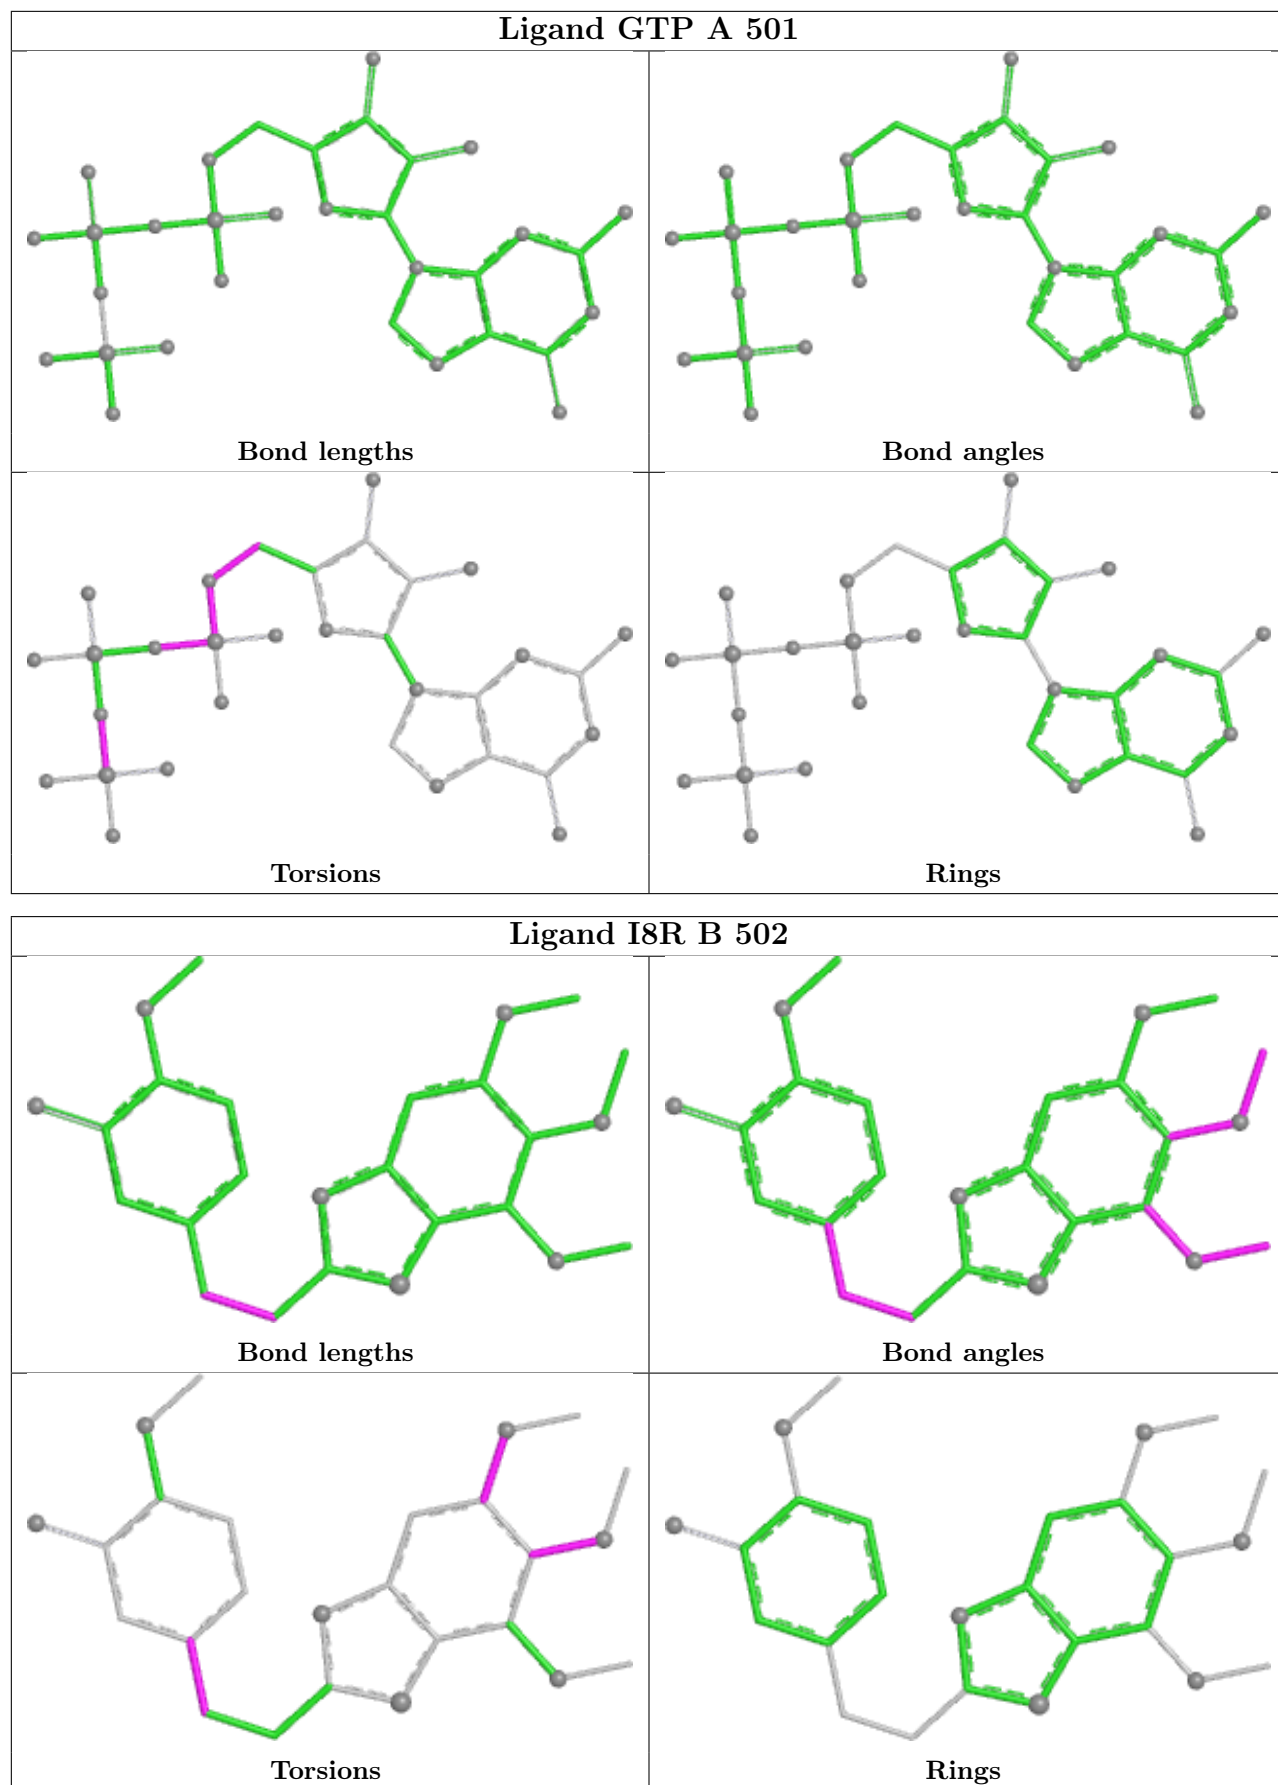 Ligand GTP A 501
Bond lengths
Bond angles
Torsions
Rings
Ligand I8R B 502
Bond lengths
Bond angles
Torsions
Rings